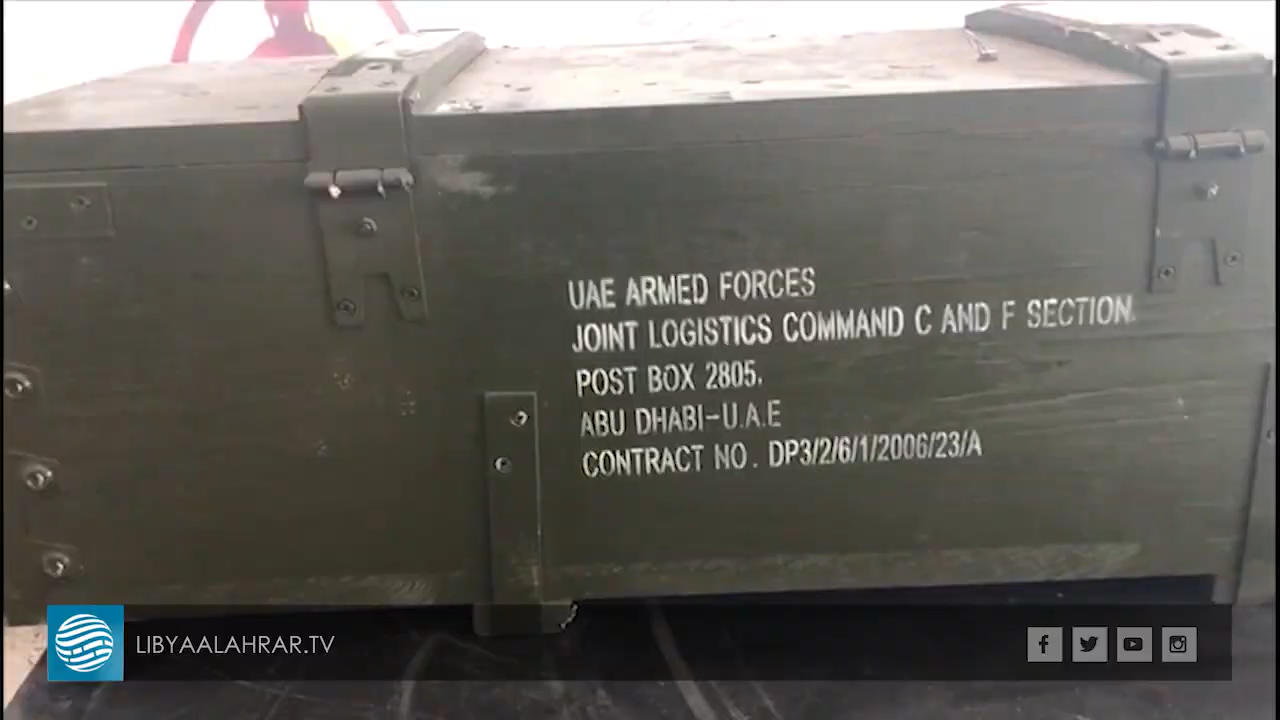 UAE ARMED FORCES
JOINT LOGISTICS COMMAND C AND F SECTION.
POST BOX 2805.
ABU DHABI-U.A.E
CONTRACT NO. DP3/2/6/1/2006/23/A
LIBYAALAHRAR.TV